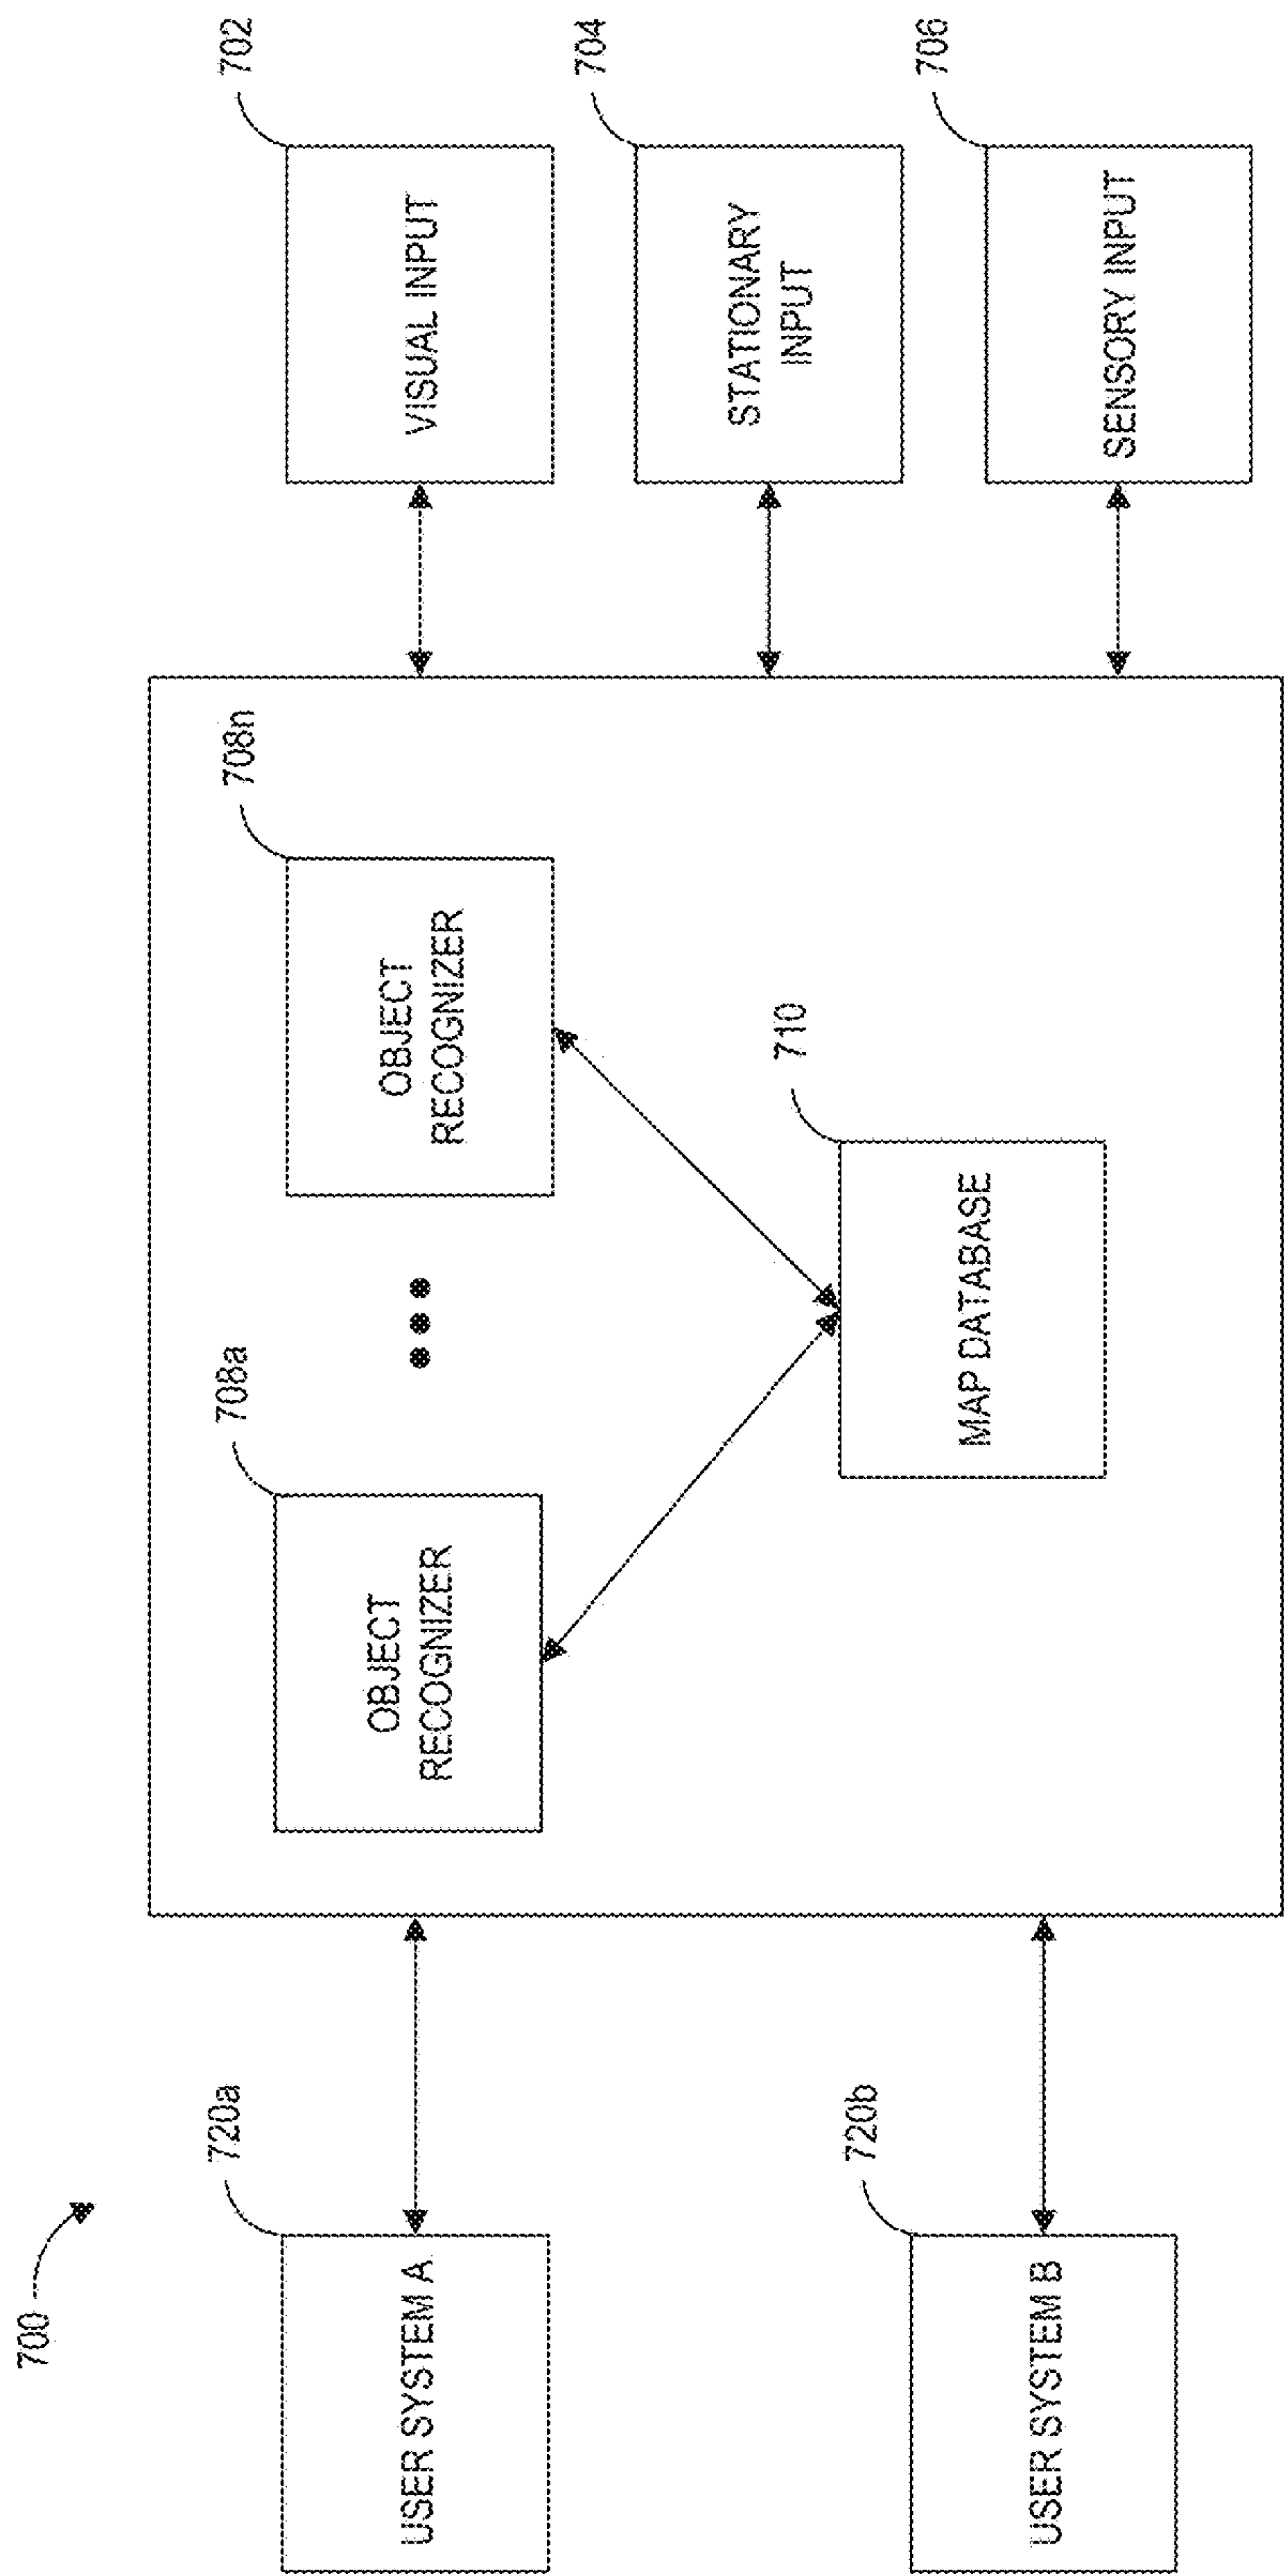 700
720a
USER SYSTEM A
720b
USER SYSTEM B
708a
OBJECT
RECOGNIZER
708n
OBJECT
RECOGNIZER
710
MAP DATABASE
702
VISUAL INPUT
704
STATIONARY
INPUT
706
SENSORY INPUT